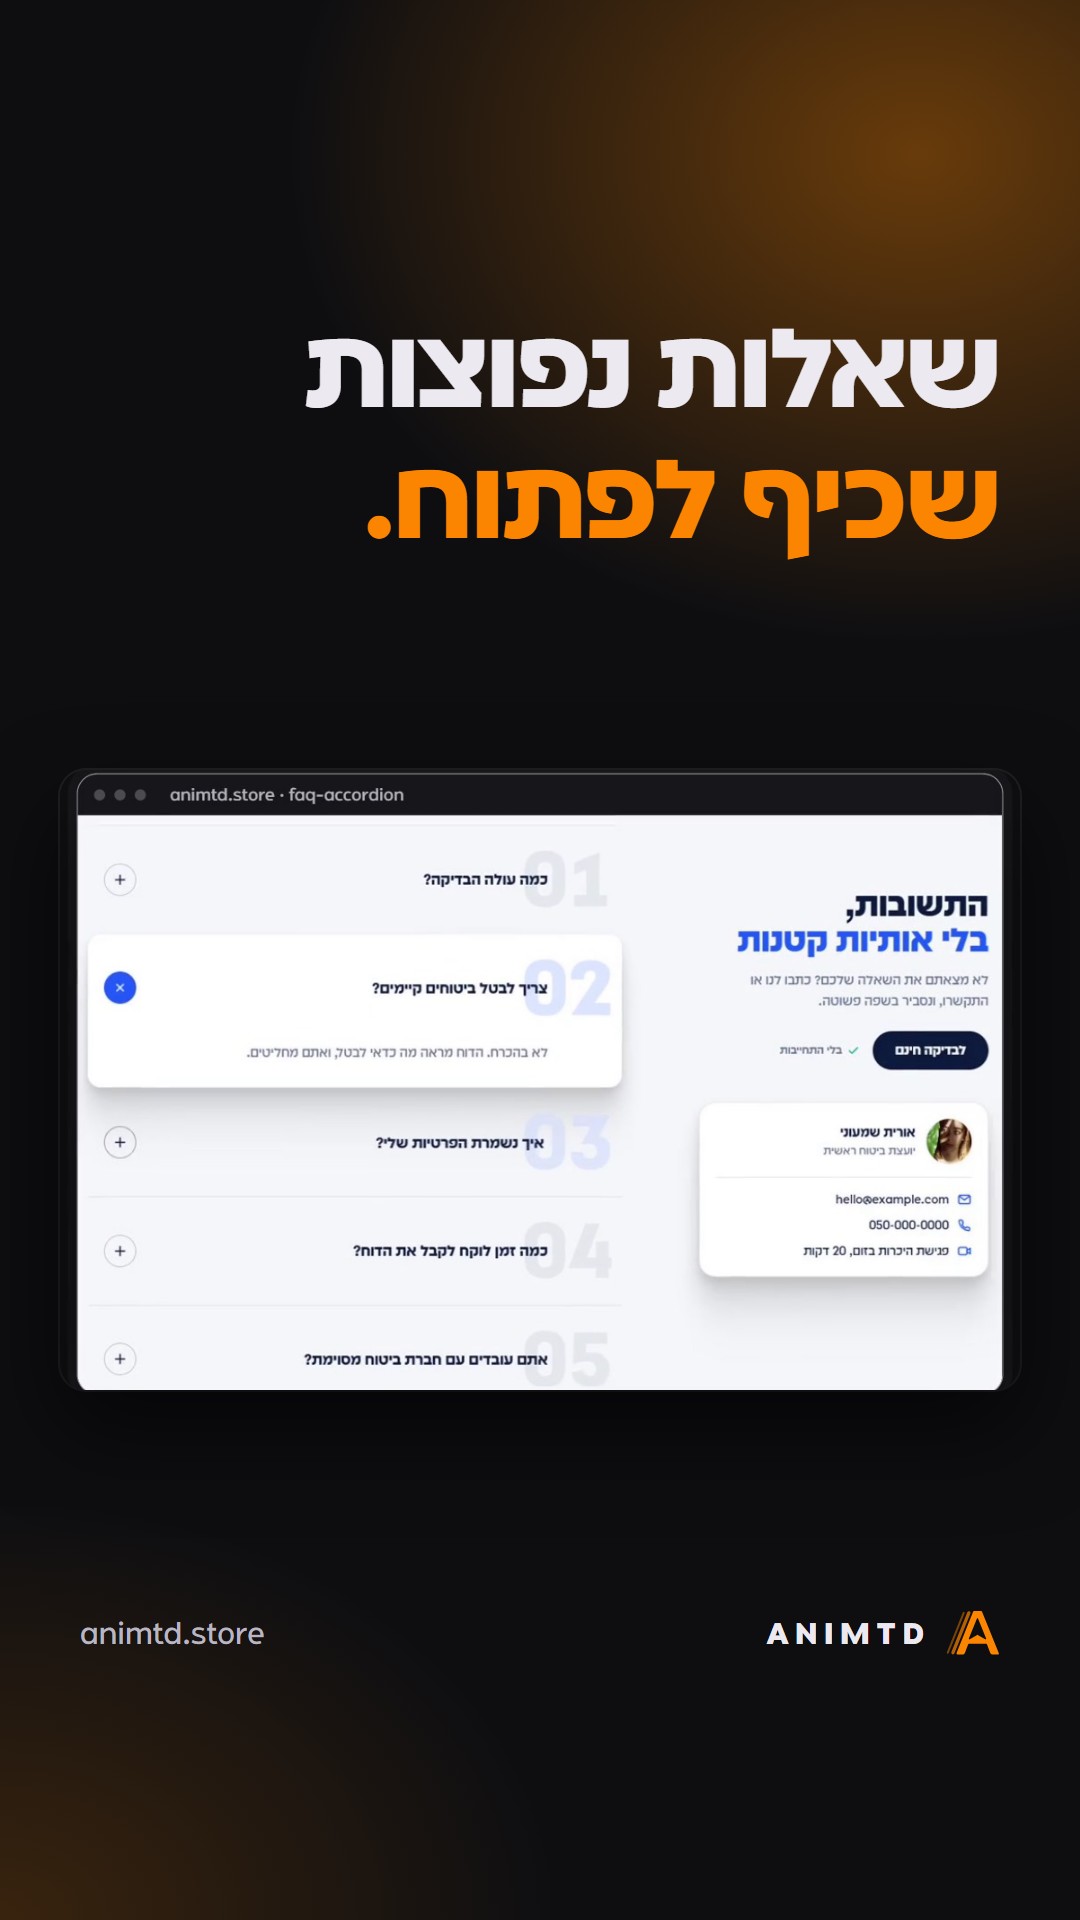 שאלות נפוצות
שכיף לפתוח.
animtd.store · faq-accordion
התשובות,
בלי אותיות קטנות
לא מצאתם את השאלה שלכם? כתבו לנו או
התקשרו, ונסביר בשפה פשוטה.
לבדיקה חינם
בלי התחייבות
אורית שמעוני
יועצת ביטוח ראשית
hello@example.com
050-000-0000
פגישת היכרות בזום, 20 דקות
01
כמה עולה הבדיקה?
02
צריך לבטל ביטוחים קיימים?
לא בהכרח. הדוח מראה מה כדאי לבטל, ואתם מחליטים.
03
איך נשמרת הפרטיות שלי?
04
כמה זמן לוקח לקבל את הדוח?
05
אתם עובדים עם חברת ביטוח מסוימת?
ANIMTD
animtd.store